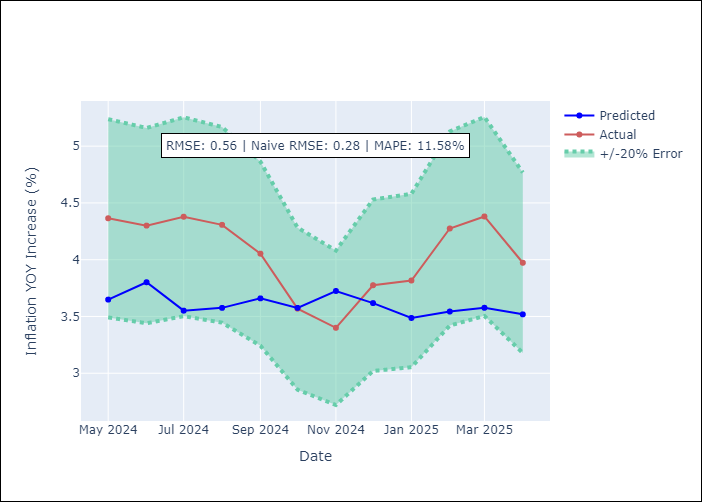 RMSE: 0.56 | Naive RMSE: 0.28 | MAPE: 11.58%
Predicted
Actual
+/-20% Error
Inflation YOY Increase (%)
5
4.5
4
3.5
3
May 2024
Jul 2024
Sep 2024
Nov 2024
Jan 2025
Mar 2025
Date